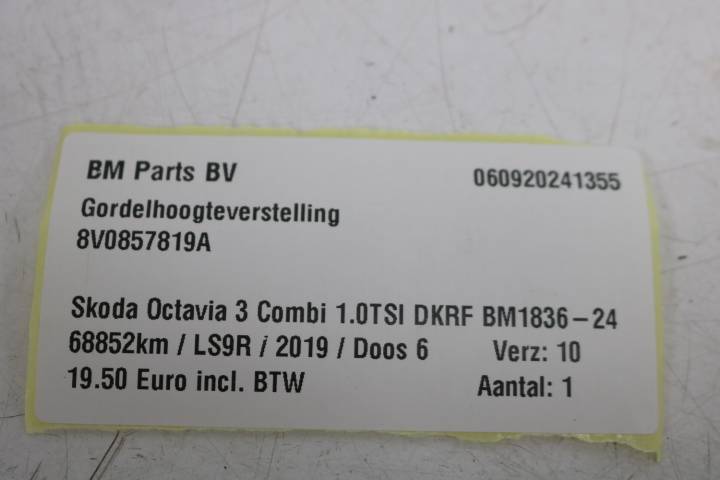 BM Parts BV 060920241355
Gordelhoogteverstelling
8V0857819A
Skoda Octavia 3 Combi 1.0TSI DKRF BM1836-24
68852km / LS9R / 2019 / Doos 6 Verz: 10
19.50 Euro incl. BTW Aantal: 1